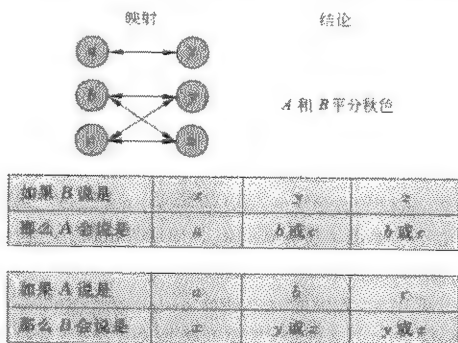 映射 结论
a x
b y
c z
A 和 B 平分秋色
如果 B 说是 x y z
那么 A 会说是 a b 或 c b 或 c
如果 A 说是 a b c
那么 B 会说是 x y 或 z y 或 z